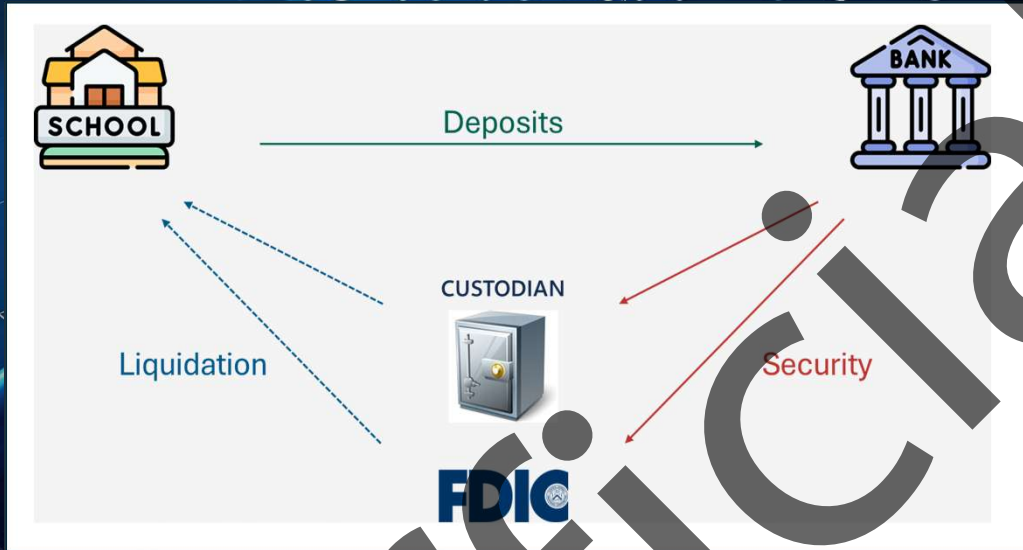 SCHOOL
BANK
Deposits
CUSTODIAN
Liquidation
Security
FDIC